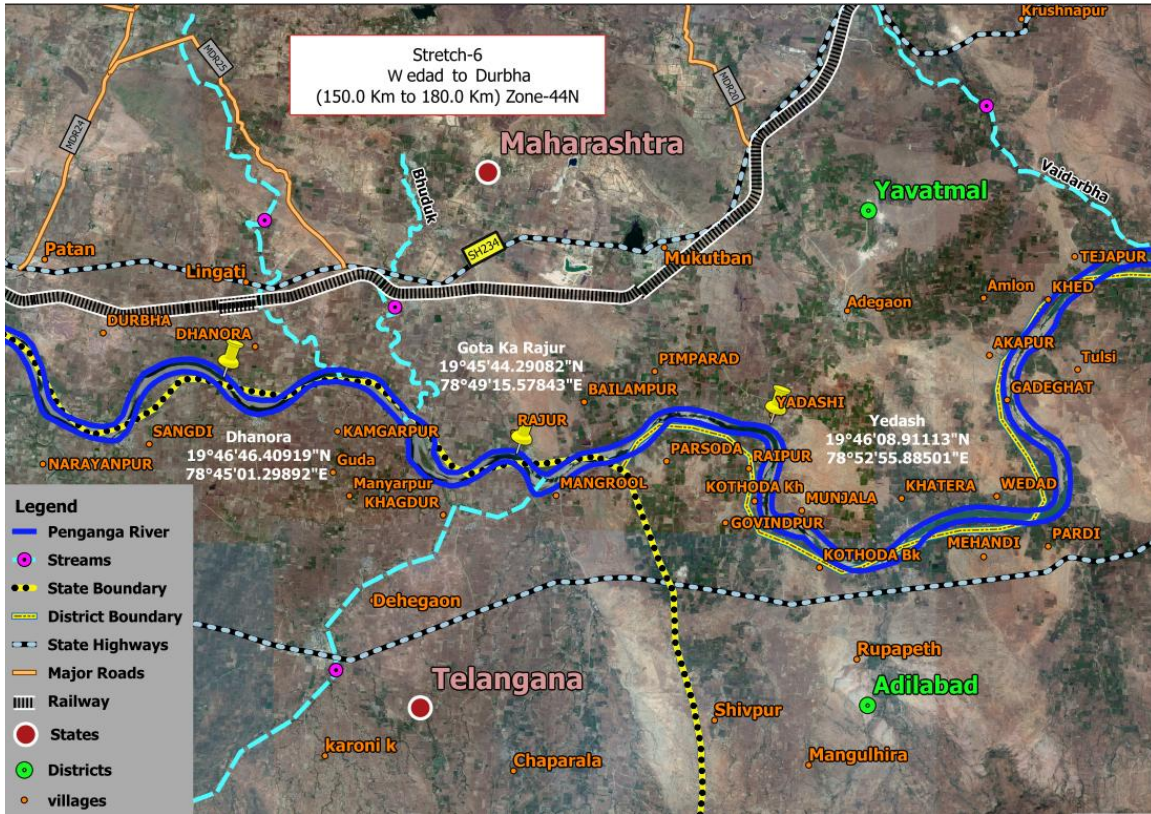 Krushnapur
MDR25
Stretch-6
W edad to Durbha
(150.0 Km to 180.0 Km) Zone-44N
MDR20
MDR24
Maharashtra
Bhuduk
Vaidarbha
Yavatmal
Patan
SH234
Mukutban
TEJAPUR
Lingati
Amlon
KHED
Adegaon
DURBHA
DHANORA
Gota Ka Rajur
19°45'44.29082"N
78°49'15.57843"E
PIMPARAD
AKAPUR
Tulsi
BAILAMPUR
GADEGHAT
YADASHI
RAJUR
Yedash
19°46'08.91113"N
78°52'55.88501"E
KAMGARPUR
SANGDI
Dhanora
19°46'46.40919"N
78°45'01.29892"E
PARSODA
RAIPUR
NARAYANPUR
Guda
Manyarpur
KHAGDUR
MANGROOL
KOTHODA Kh
MUNJALA
KHATERA
WEDAD
GOVINDPUR
MEHANDI
PARDI
KOTHODA Bk
Legend
Penganga River
Streams
State Boundary
District Boundary
State Highways
Major Roads
Railway
States
Districts
villages
Dehegaon
Rupapeth
Telangana
Adilabad
Shivpur
karoni k
Chaparala
Mangulhira